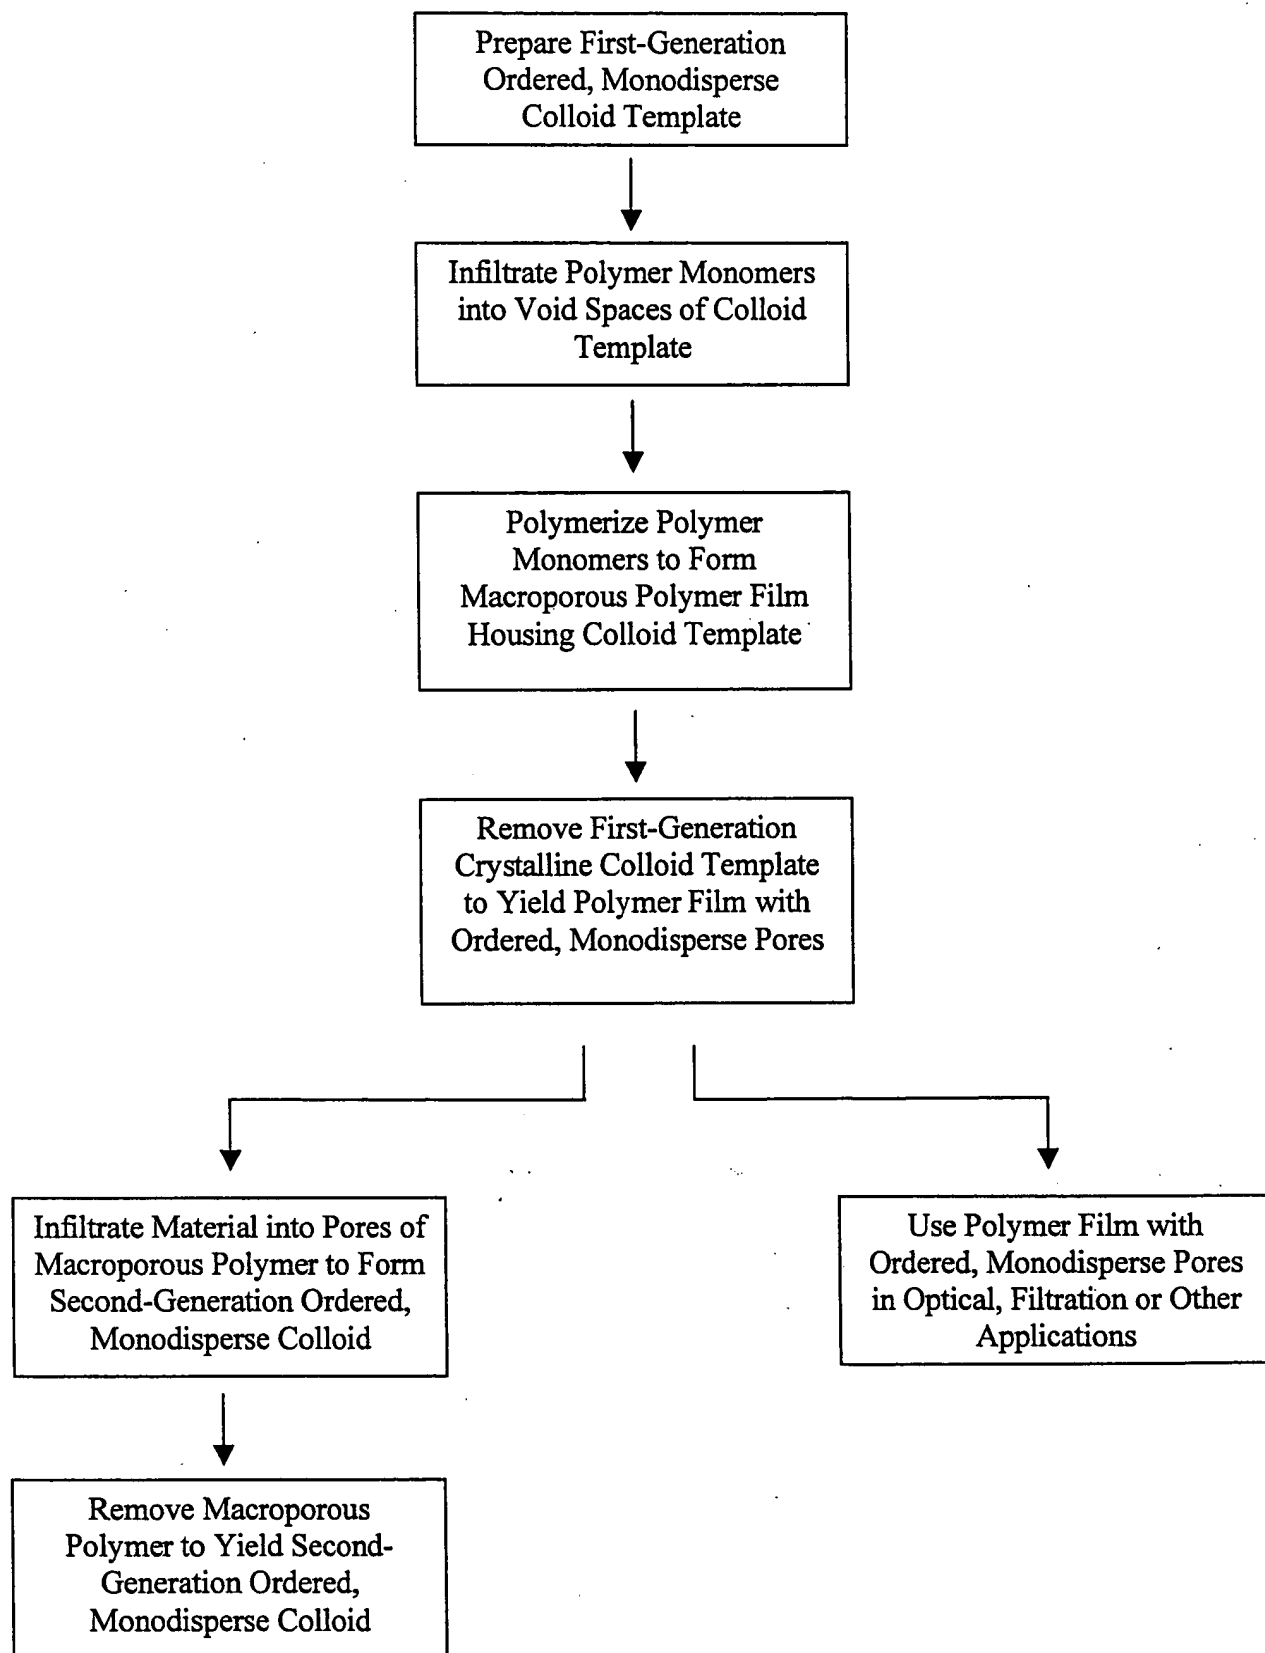 Prepare First-Generation
Ordered, Monodisperse
Colloid Template
Infiltrate Polymer Monomers
into Void Spaces of Colloid
Template
Polymerize Polymer
Monomers to Form
Macroporous Polymer Film
Housing Colloid Template
Remove First-Generation
Crystalline Colloid Template
to Yield Polymer Film with
Ordered, Monodisperse Pores
Infiltrate Material into Pores of
Macroporous Polymer to Form
Second-Generation Ordered,
Monodisperse Colloid
Use Polymer Film with
Ordered, Monodisperse Pores
in Optical, Filtration or Other
Applications
Remove Macroporous
Polymer to Yield Second-
Generation Ordered,
Monodisperse Colloid